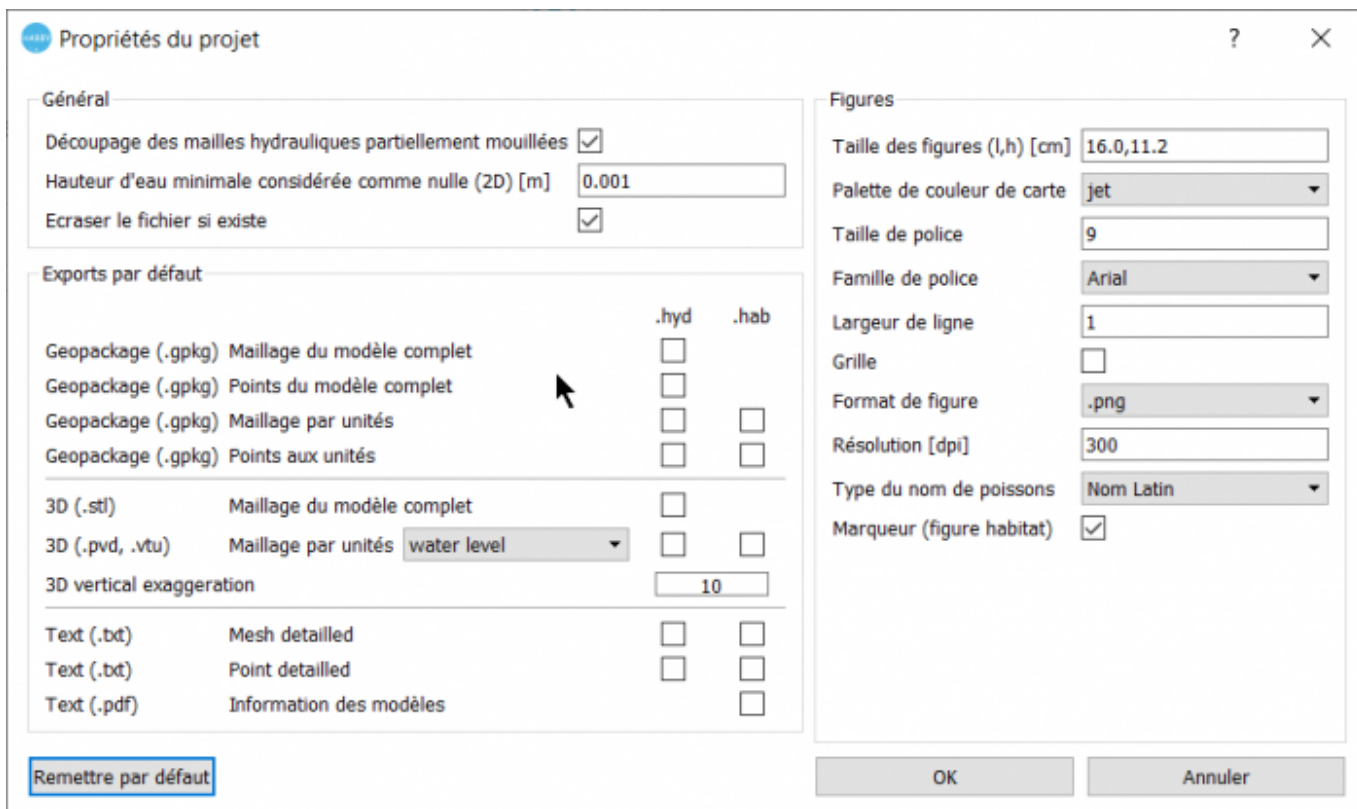 HABBY
Propriétés du projet
?
Général
Découpage des mailles hydrauliques partiellement mouillées
Hauteur d'eau minimale considérée comme nulle (2D) [m] 0.001
Ecraser le fichier si existe
Exports par défaut
.hyd .hab
Geopackage (.gpkg) Maillage du modèle complet
Geopackage (.gpkg) Points du modèle complet
Geopackage (.gpkg) Maillage par unités
Geopackage (.gpkg) Points aux unités
3D (.stl) Maillage du modèle complet
3D (.pvd, .vtu) Maillage par unités water level
3D vertical exaggeration 10
Text (.txt) Mesh detailled
Text (.txt) Point detailled
Text (.pdf) Information des modèles
Figures
Taille des figures (l,h) [cm] 16.0,11.2
Palette de couleur de carte jet
Taille de police 9
Famille de police Arial
Largeur de ligne 1
Grille
Format de figure .png
Résolution [dpi] 300
Type du nom de poissons Nom Latin
Marqueur (figure habitat)
Remettre par défaut
OK
Annuler